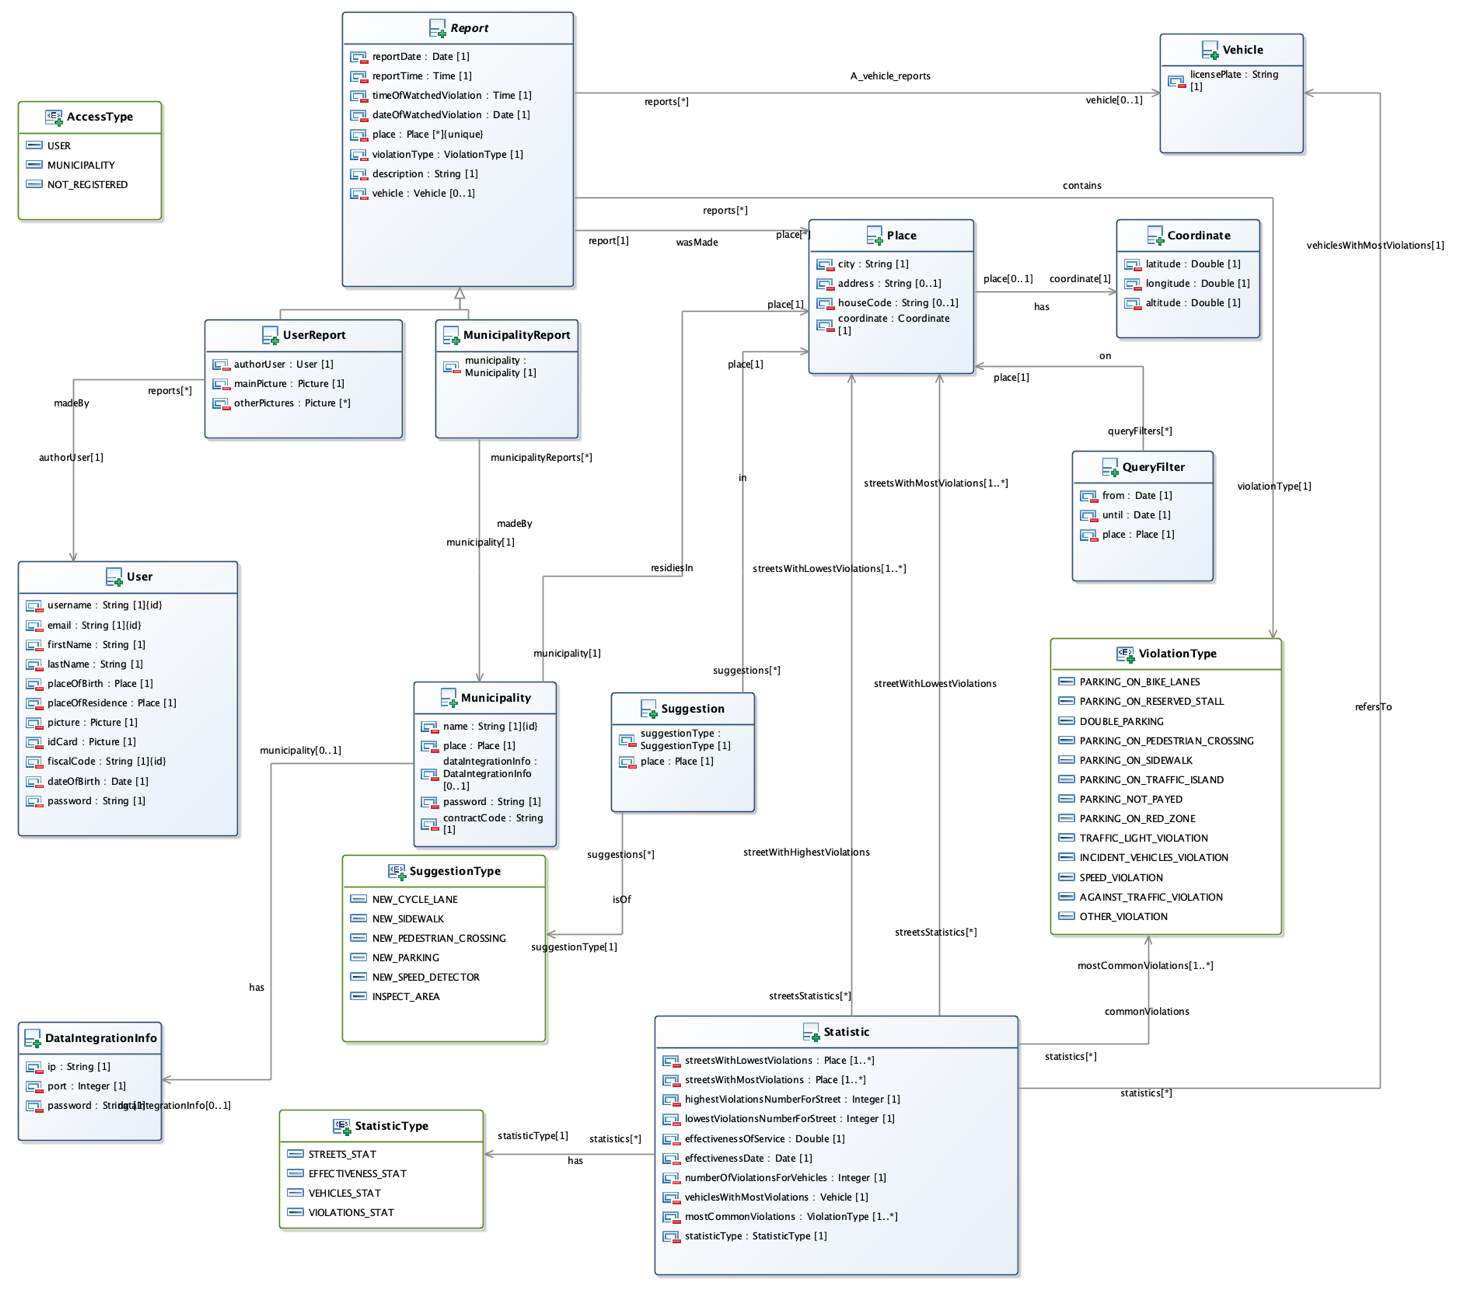 Report
reportDate : Date [1]
reportTime : Time [1]
timeOfWatchedViolation : Time [1]
dateOfWatchedViolation : Date [1]
place : Place [*]{unique}
violationType : ViolationType [1]
description : String [1]
vehicle : Vehicle [0..1]
A_vehicle_reports
reports[*]
vehicle[0..1]
Vehicle
licensePlate : String
[1]
AccessType
USER
MUNICIPALITY
NOT_REGISTERED
contains
reports[*]
report[1]
wasMade
place[*]
Place
city : String [1]
address : String [0..1]
houseCode : String [0..1]
coordinate : Coordinate
[1]
place[0..1]
coordinate[1]
has
Coordinate
latitude : Double [1]
longitude : Double [1]
altitude : Double [1]
vehiclesWithMostViolations[1]
UserReport
authorUser : User [1]
mainPicture : Picture [1]
otherPictures : Picture [*]
MunicipalityReport
municipality :
Municipality [1]
place[1]
place[1]
on
place[1]
reports[*]
madeBy
authorUser[1]
municipalityReports[*]
madeBy
municipality[1]
in
streetsWithMostViolations[1..*]
queryFilters[*]
QueryFilter
from : Date [1]
until : Date [1]
place : Place [1]
violationType[1]
residiesIn
streetsWithLowestViolations[1..*]
User
username : String [1]{id}
email : String [1]{id}
firstName : String [1]
lastName : String [1]
placeOfBirth : Place [1]
placeOfResidence : Place [1]
picture : Picture [1]
idCard : Picture [1]
fiscalCode : String [1]{id}
dateOfBirth : Date [1]
password : String [1]
municipality[1]
suggestions[*]
streetWithLowestViolations
Municipality
name : String [1]{id}
place : Place [1]
dataIntegrationInfo :
DataIntegrationInfo
[0..1]
password : String [1]
contractCode : String
[1]
Suggestion
suggestionType :
SuggestionType [1]
place : Place [1]
ViolationType
PARKING_ON_BIKE_LANES
PARKING_ON_RESERVED_STALL
DOUBLE_PARKING
PARKING_ON_PEDESTRIAN_CROSSING
PARKING_ON_SIDEWALK
PARKING_ON_TRAFFIC_ISLAND
PARKING_NOT_PAYED
PARKING_ON_RED_ZONE
TRAFFIC_LIGHT_VIOLATION
INCIDENT_VEHICLES_VIOLATION
SPEED_VIOLATION
AGAINST_TRAFFIC_VIOLATION
OTHER_VIOLATION
refersTo
municipality[0..1]
suggestions[*]
isOf
suggestionType[1]
streetWithHighestViolations
SuggestionType
NEW_CYCLE_LANE
NEW_SIDEWALK
NEW_PEDESTRIAN_CROSSING
NEW_PARKING
NEW_SPEED_DETECTOR
INSPECT_AREA
streetsStatistics[*]
mostCommonViolations[1..*]
has
streetsStatistics[*]
commonViolations
statistics[*]
DataIntegrationInfo
ip : String [1]
port : Integer [1]
password : String[1]
dataIntegrationInfo[0..1]
Statistic
streetsWithLowestViolations : Place [1..*]
streetsWithMostViolations : Place [1..*]
highestViolationsNumberForStreet : Integer [1]
lowestViolationsNumberForStreet : Integer [1]
effectivenessOfService : Double [1]
effectivenessDate : Date [1]
numberOfViolationsForVehicles : Integer [1]
vehiclesWithMostViolations : Vehicle [1]
mostCommonViolations : ViolationType [1..*]
statisticType : StatisticType [1]
statistics[*]
StatisticType
STREETS_STAT
EFFECTIVENESS_STAT
VEHICLES_STAT
VIOLATIONS_STAT
statisticType[1]
statistics[*]
has